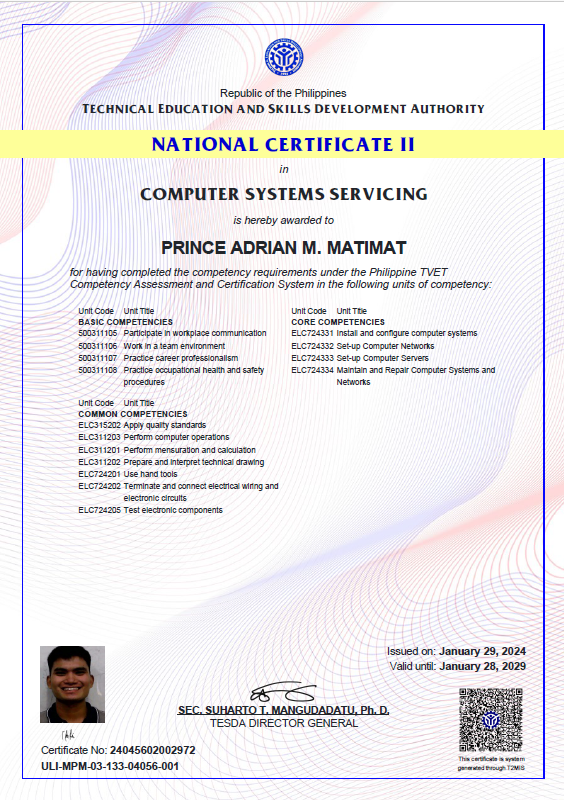 Republic of the Philippines
TECHNICAL EDUCATION AND SKILLS DEVELOPMENT AUTHORITY
NATIONAL CERTIFICATE II
in
COMPUTER SYSTEMS SERVICING
is hereby awarded to
PRINCE ADRIAN M. MATIMAT
for having completed the competency requirements under the Philippine TVET
Competency Assessment and Certification System in the following units of competency:
Unit Code Unit Title
BASIC COMPETENCIES
500311105 Participate in workplace communication
500311106 Work in a team environment
500311107 Practice career professionalism
500311108 Practice occupational health and safety
procedures
Unit Code Unit Title
CORE COMPETENCIES
ELC724331 Install and configure computer systems
ELC724332 Set-up Computer Networks
ELC724333 Set-up Computer Servers
ELC724334 Maintain and Repair Computer Systems and
Networks
Unit Code Unit Title
COMMON COMPETENCIES
ELC315202 Apply quality standards
ELC311203 Perform computer operations
ELC311201 Perform mensuration and calculation
ELC311202 Prepare and interpret technical drawing
ELC724201 Use hand tools
ELC724202 Terminate and connect electrical wiring and
electronic circuits
ELC724205 Test electronic components
Issued on: January 29, 2024
Valid until: January 28, 2029
SEC. SUHARTO T. MANGUDADATU, Ph. D.
TESDA DIRECTOR GENERAL
Certificate No: 24045602002972
ULI-MPM-03-133-04056-001
This certificate is system
generated through T2MIS